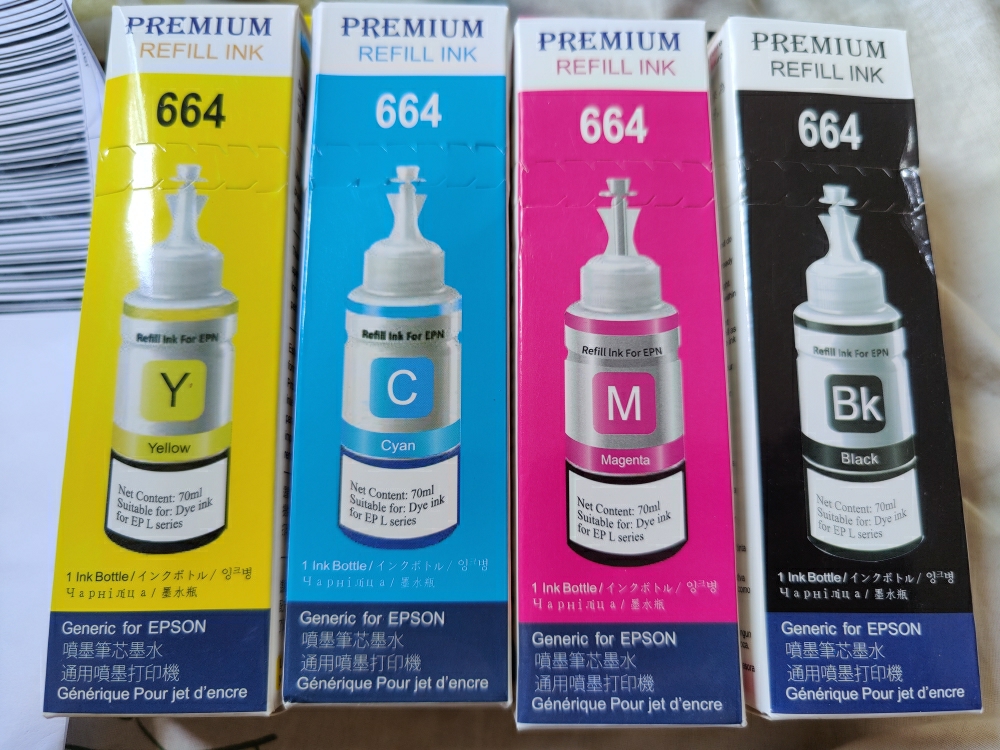 PREMIUM
REFILL INK
664
Refill Ink For EPN
Y
Yellow
Net Content: 70ml
Suitable for: Dye ink
for EP L series
1 Ink Bottle / インクボトル / 잉크병
Чарнiлiца / 墨水瓶
Generic for EPSON
噴墨筆芯墨水
通用噴墨打印機
Générique Pour jet d'encre
PREMIUM
REFILL INK
664
Refill Ink For EPN
C
Cyan
Net Content: 70ml
Suitable for: Dye ink
for EP L series
1 Ink Bottle / インクボトル / 잉크병
Чарнiлiца / 墨水瓶
Generic for EPSON
噴墨筆芯墨水
通用噴墨打印機
Générique Pour jet d'encre
PREMIUM
REFILL INK
664
Refill Ink For EPN
M
Magenta
Net Content: 70ml
Suitable for: Dye ink
for EP L series
1 Ink Bottle / インクボトル / 잉크병
Чарнiлiца / 墨水瓶
Generic for EPSON
噴墨筆芯墨水
通用噴墨打印機
Générique Pour jet d'encre
PREMIUM
REFILL INK
664
Refill Ink For EPN
Bk
Black
Net Content: 70ml
Suitable for: Dye ink
for EP L series
1 Ink Bottle / インクボトル / 잉크병
Чарнiлiца / 墨水瓶
Generic for EPSON
噴墨筆芯墨水
通用噴墨打印機
Générique Pour jet d'encre